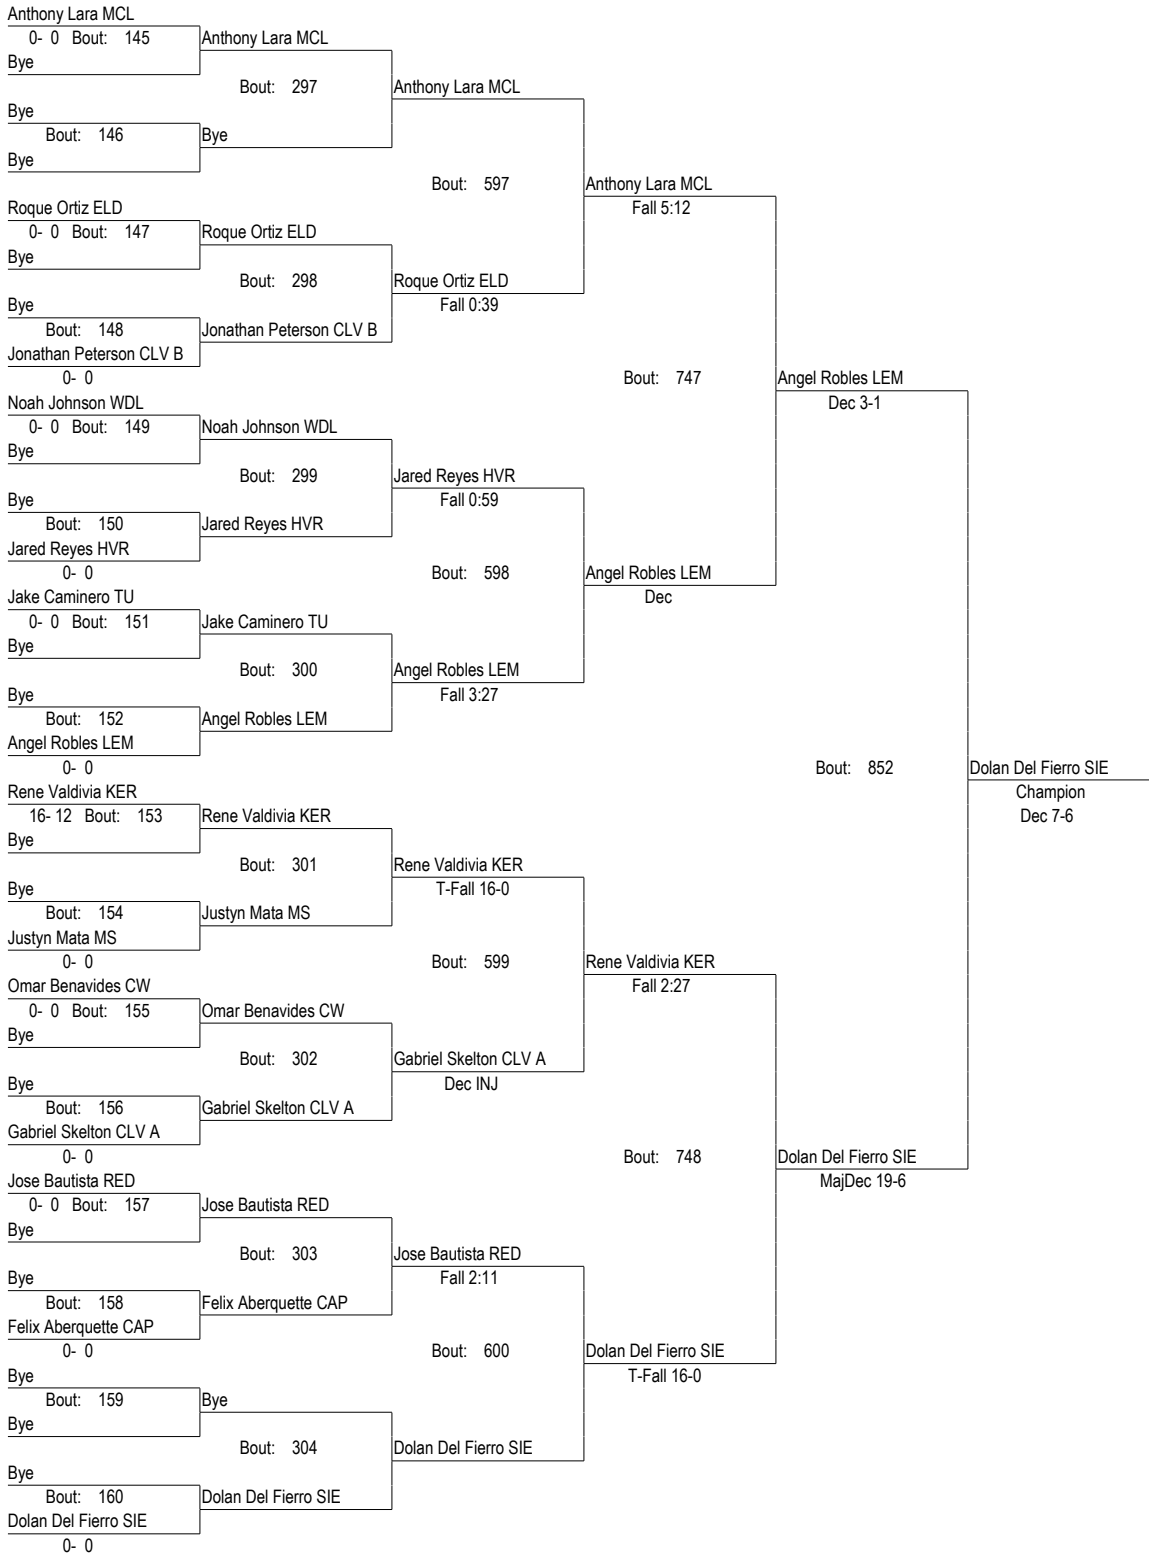 Anthony Lara MCL
0- 0 Bout: 145 Anthony Lara MCL
Bye
Bout: 297 Anthony Lara MCL
Bye
Bout: 146 Bye
Bye
Bout: 597 Anthony Lara MCL
Roque Ortiz ELD Fall 5:12
0- 0 Bout: 147 Roque Ortiz ELD
Bye
Bout: 298 Roque Ortiz ELD
Bye Fall 0:39
Bout: 148 Jonathan Peterson CLV B
Jonathan Peterson CLV B
0- 0 Bout: 747 Angel Robles LEM
Noah Johnson WDL Dec 3-1
0- 0 Bout: 149 Noah Johnson WDL
Bye
Bout: 299 Jared Reyes HVR
Bye Fall 0:59
Bout: 150 Jared Reyes HVR
Jared Reyes HVR
0- 0 Bout: 598 Angel Robles LEM
Jake Caminero TU Dec
0- 0 Bout: 151 Jake Caminero TU
Bye
Bout: 300 Angel Robles LEM
Bye Fall 3:27
Bout: 152 Angel Robles LEM
Angel Robles LEM
0- 0 Bout: 852 Dolan Del Fierro SIE
Rene Valdivia KER Champion
16- 12 Bout: 153 Rene Valdivia KER Dec 7-6
Bye
Bout: 301 Rene Valdivia KER
Bye T-Fall 16-0
Bout: 154 Justyn Mata MS
Justyn Mata MS
0- 0 Bout: 599 Rene Valdivia KER
Omar Benavides CW Fall 2:27
0- 0 Bout: 155 Omar Benavides CW
Bye
Bout: 302 Gabriel Skelton CLV A
Bye Dec INJ
Bout: 156 Gabriel Skelton CLV A
Gabriel Skelton CLV A
0- 0 Bout: 748 Dolan Del Fierro SIE
Jose Bautista RED MajDec 19-6
0- 0 Bout: 157 Jose Bautista RED
Bye
Bout: 303 Jose Bautista RED
Bye Fall 2:11
Bout: 158 Felix Aberquette CAP
Felix Aberquette CAP
0- 0 Bout: 600 Dolan Del Fierro SIE
Bye T-Fall 16-0
Bout: 159 Bye
Bye
Bout: 304 Dolan Del Fierro SIE
Bye
Bout: 160 Dolan Del Fierro SIE
Dolan Del Fierro SIE
0- 0